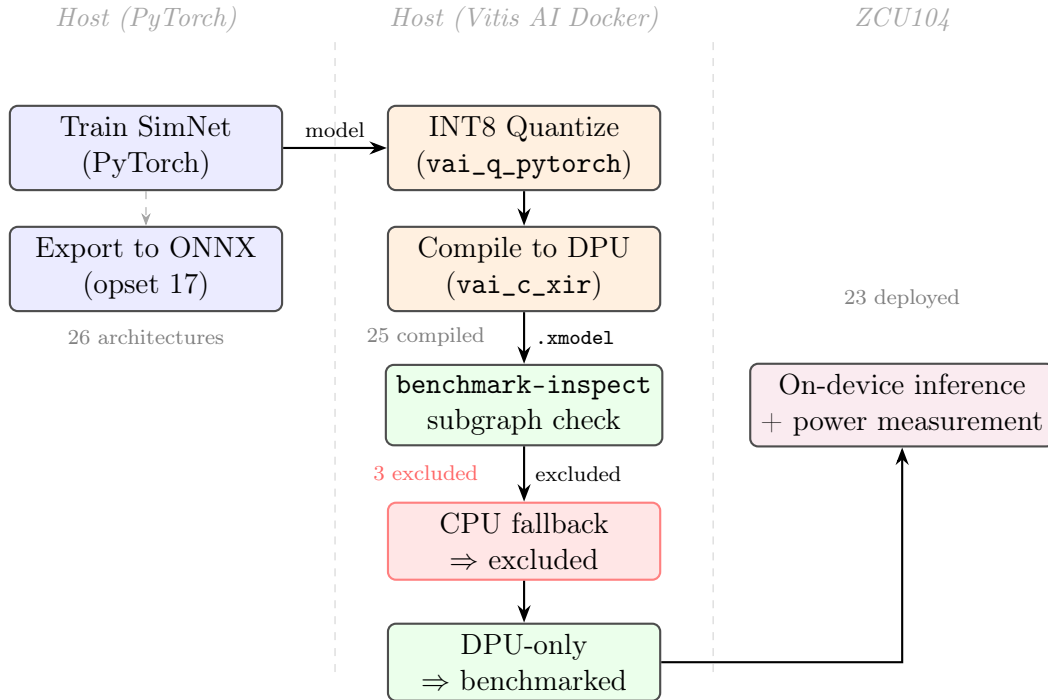 Host (PyTorch)
Host (Vitis AI Docker)
ZCU104
Train SimNet
(PyTorch)
model
INT8 Quantize
(vai_q_pytorch)
Export to ONNX
(opset 17)
26 architectures
Compile to DPU
(vai_c_xir)
25 compiled
.xmodel
benchmark-inspect
subgraph check
3 excluded
excluded
CPU fallback
⇒ excluded
DPU-only
⇒ benchmarked
23 deployed
On-device inference
+ power measurement